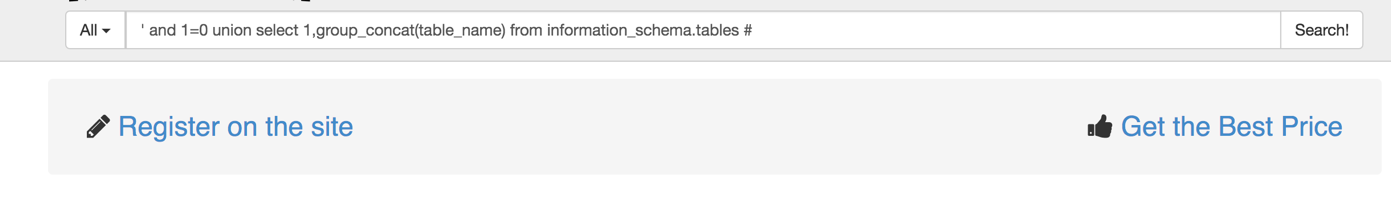 All ' and 1=0 union select 1,group_concat(table_name) from information_schema.tables # Search!
Register on the site
Get the Best Price